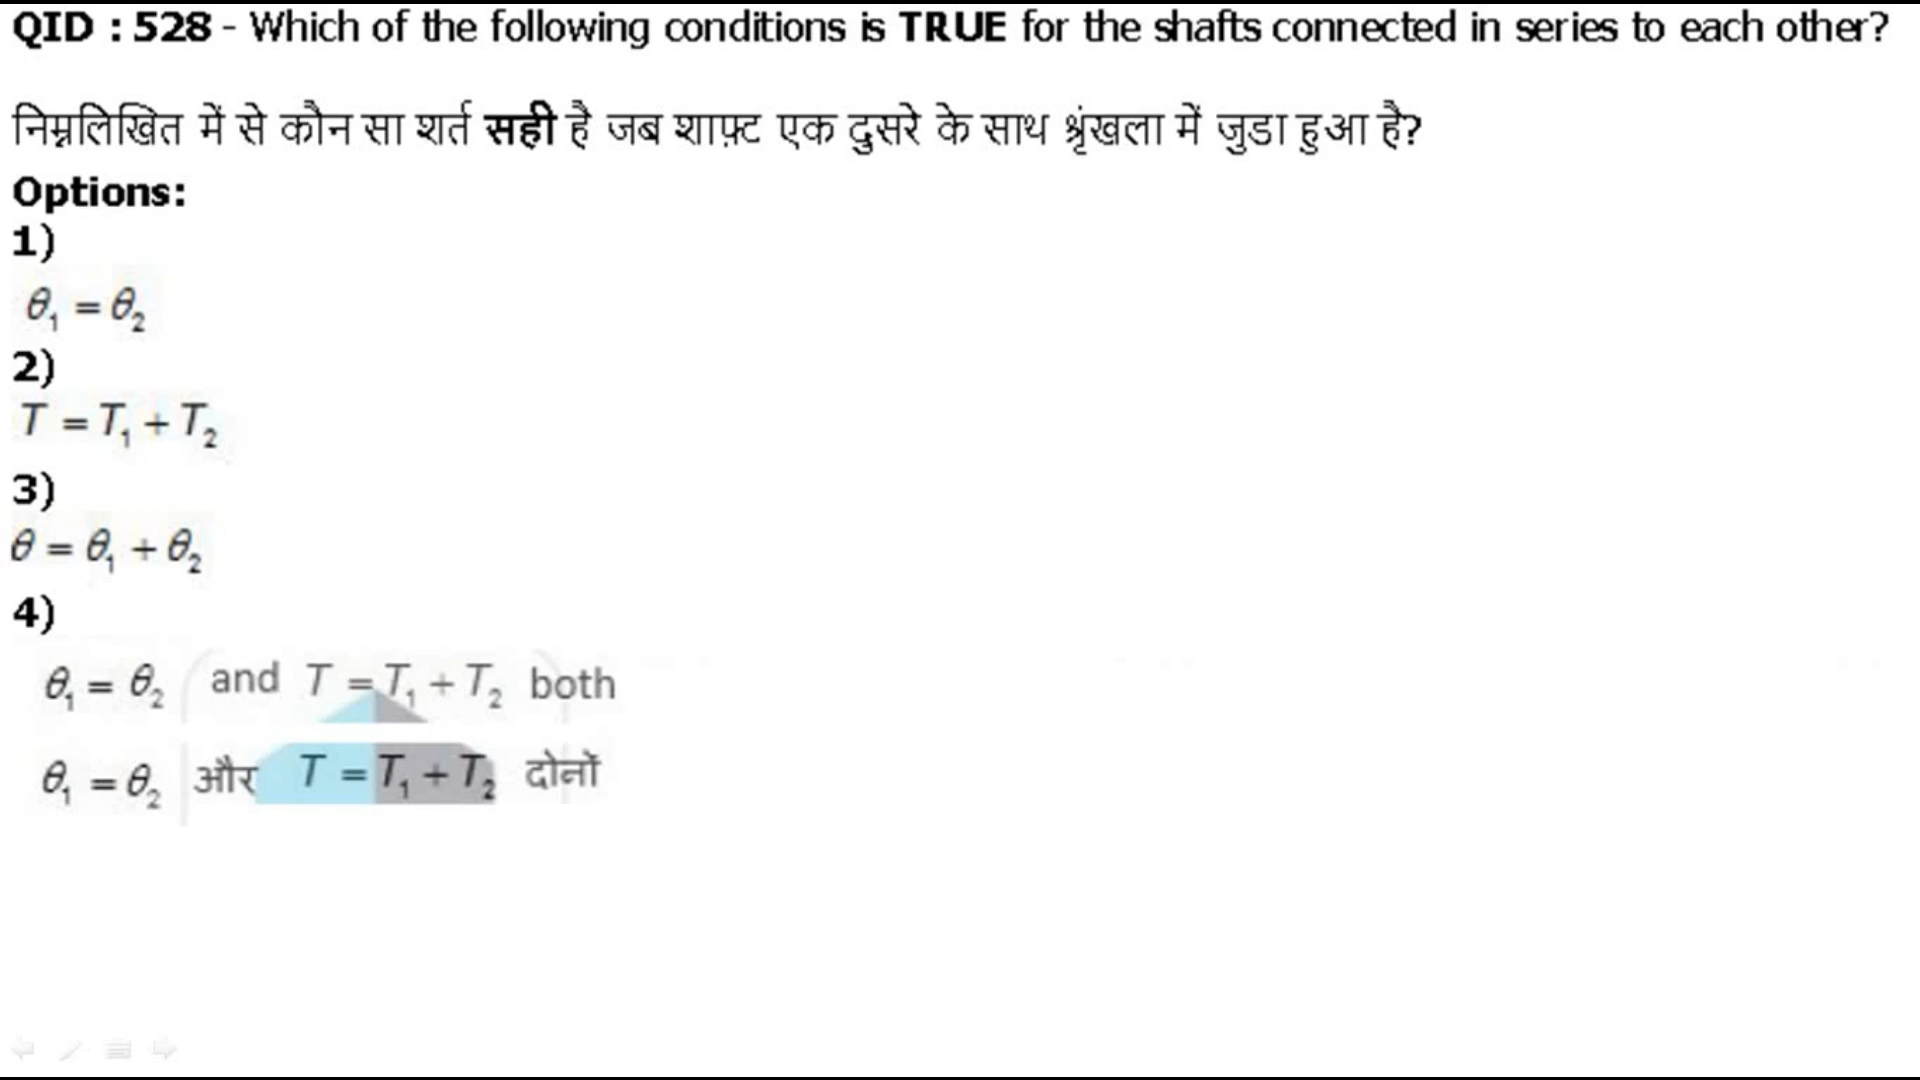 QID : 528 - Which of the following conditions is TRUE for the shafts connected in series to each other?
निम्नलिखित में से कौन सा शर्त सही है जब शाफ़्ट एक दुसरे के साथ श्रृंखला में जुडा हुआ है?
Options:
1)
θ₁ = θ₂
2)
T = T₁ + T₂
3)
θ = θ₁ + θ₂
4)
θ₁ = θ₂ and T = T₁ + T₂ both
θ₁ = θ₂ और T = T₁ + T₂ दोनों